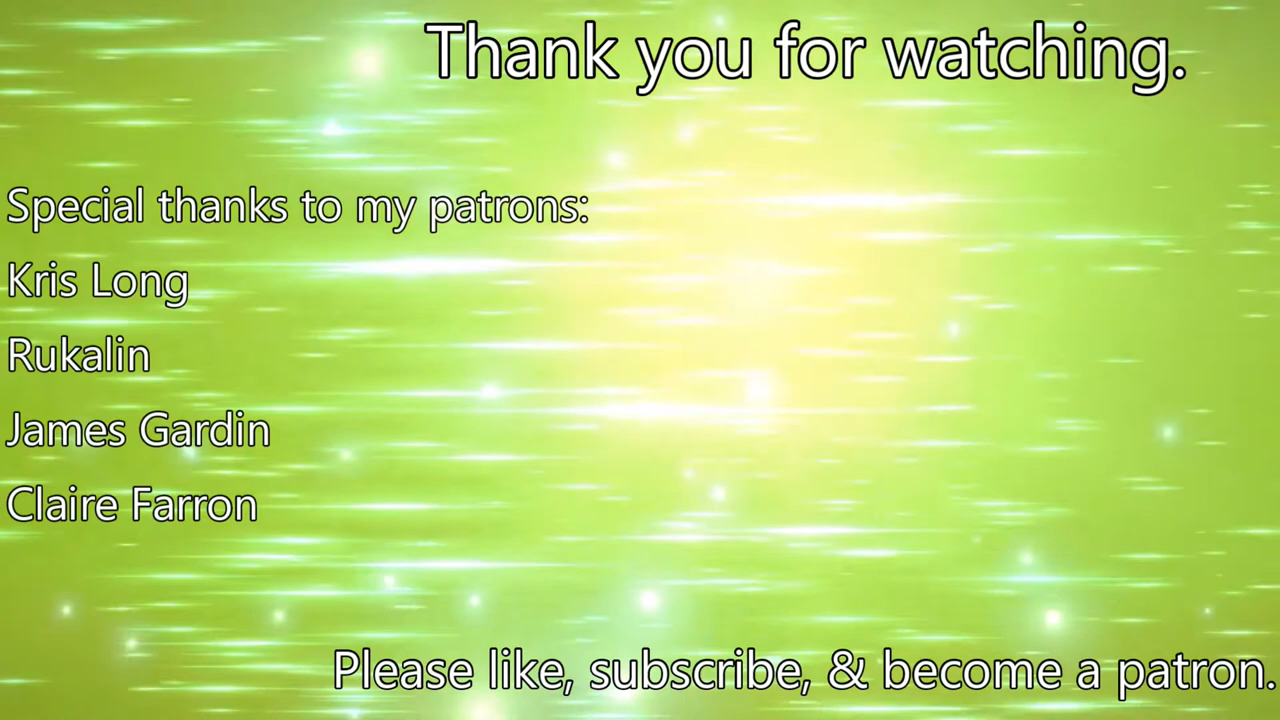 Thank you for watching.
Special thanks to my patrons:
Kris Long
Rukalin
James Gardin
Claire Farron
Please like, subscribe, & become a patron.